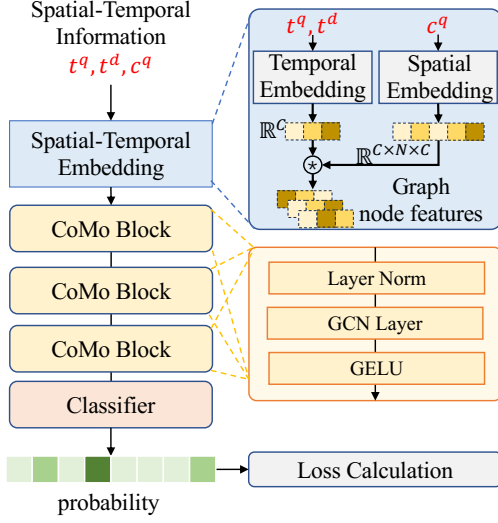 Spatial-Temporal
Information
t^q, t^d, c^q
Spatial-Temporal
Embedding
CoMo Block
CoMo Block
CoMo Block
Classifier
probability
t^q, t^d
c^q
Temporal
Embedding
Spatial
Embedding
ℝ^C
ℝ^{C×N×C}
*
Graph
node features
Layer Norm
GCN Layer
GELU
Loss Calculation